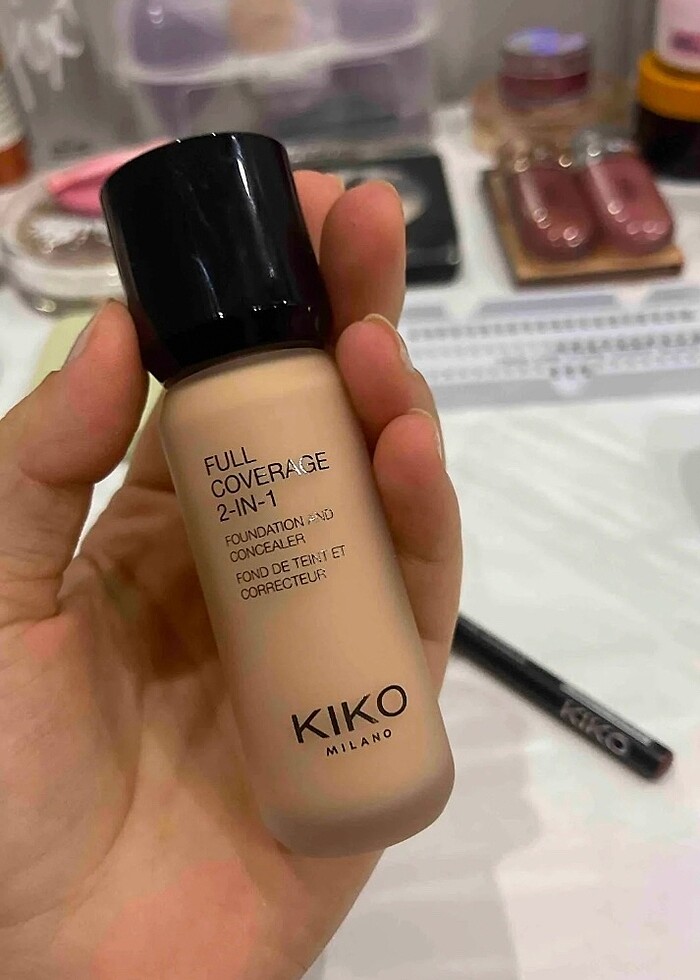 FULL
COVERAGE
2-IN-1
FOUNDATION AND
CONCEALER
FOND DE TEINT ET
CORRECTEUR
KIKO
MILANO
KIKO